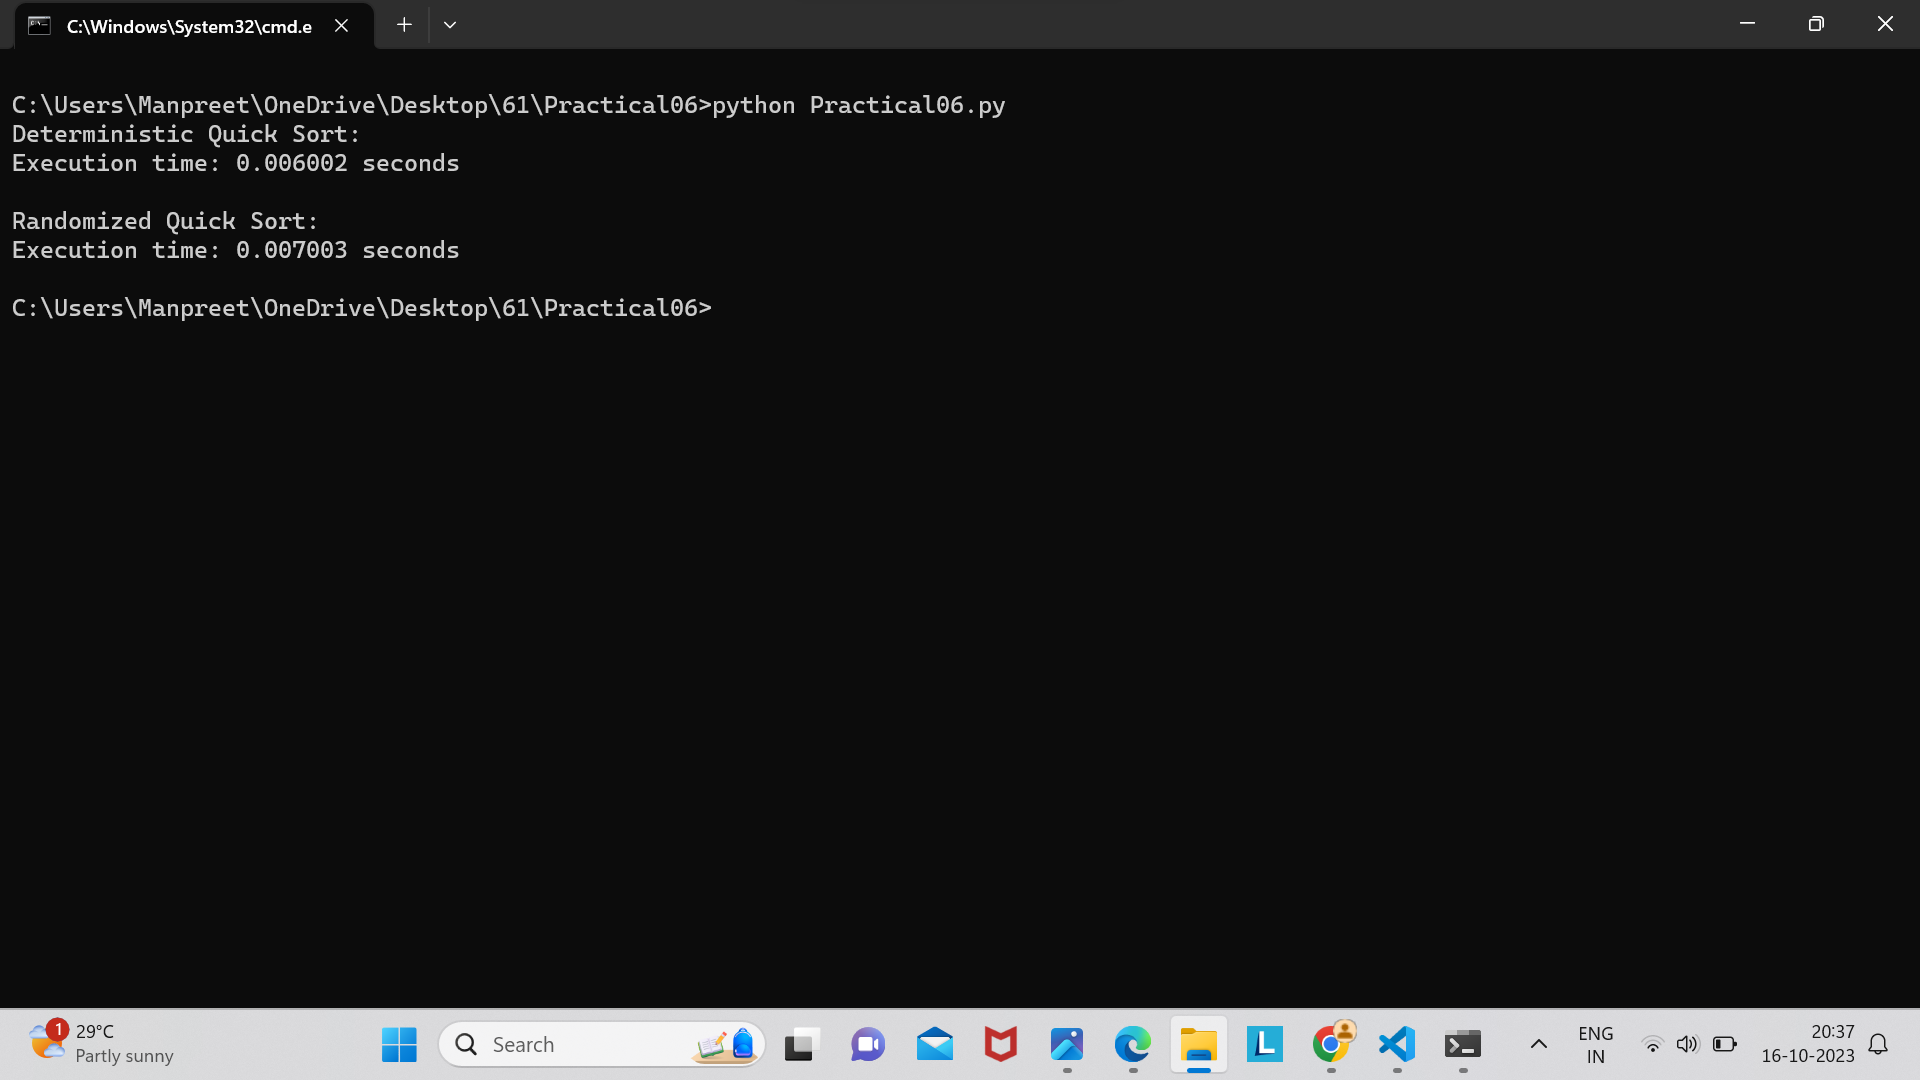 C:\Windows\System32\cmd.e
C:\Users\Manpreet\OneDrive\Desktop\61\Practical06>python Practical06.py
Deterministic Quick Sort:
Execution time: 0.006002 seconds
Randomized Quick Sort:
Execution time: 0.007003 seconds
C:\Users\Manpreet\OneDrive\Desktop\61\Practical06>
1
29°C
Partly sunny
Search
L
ENG
IN
20:37
16-10-2023